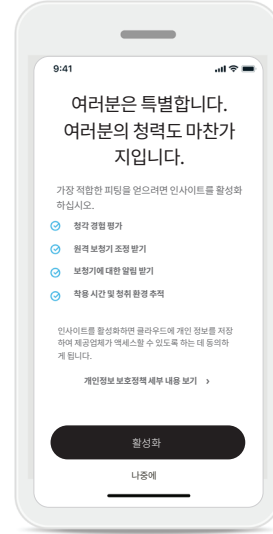 9:41
여러분은 특별합니다.
여러분의 청력도 마찬가
지입니다.
가장 적합한 피팅을 얻으려면 인사이트를 활성화
하십시오.
청각 경험 평가
원격 보청기 조정 받기
보청기에 대한 알림 받기
착용 시간 및 청취 환경 추적
인사이트를 활성화하면 클라우드에 개인 정보를 저장
하여 제공업체가 액세스할 수 있도록 하는 데 동의하
게 됩니다.
개인정보 보호정책 세부 내용 보기 >
활성화
나중에